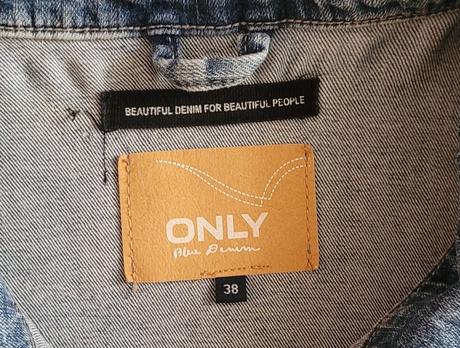 BEAUTIFUL DENIM FOR BEAUTIFUL PEOPLE
ONLY
Blue Denim
38